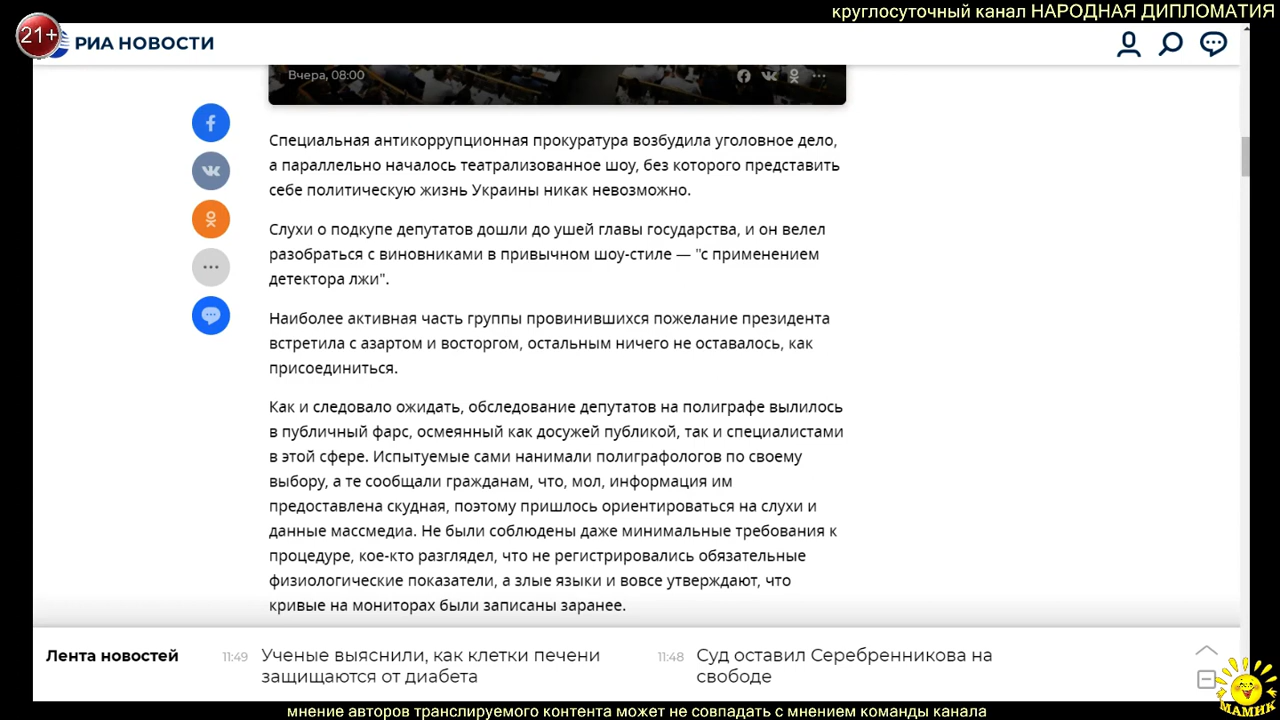 круглосуточный канал НАРОДНАЯ ДИПЛОМАТИЯ
21+
РИА НОВОСТИ
Вчера, 08:00
Специальная антикоррупционная прокуратура возбудила уголовное дело,
а параллельно началось театрализованное шоу, без которого представить
себе политическую жизнь Украины никак невозможно.
Слухи о подкупе депутатов дошли до ушей главы государства, и он велел
разобраться с виновниками в привычном шоу-стиле — "с применением
детектора лжи".
Наиболее активная часть группы провинившихся пожелание президента
встретила с азартом и восторгом, остальным ничего не оставалось, как
присоединиться.
Как и следовало ожидать, обследование депутатов на полиграфе вылилось
в публичный фарс, осмеянный как досужей публикой, так и специалистами
в этой сфере. Испытуемые сами нанимали полиграфологов по своему
выбору, а те сообщали гражданам, что, мол, информация им
предоставлена скудная, поэтому пришлось ориентироваться на слухи и
данные массмедиа. Не были соблюдены даже минимальные требования к
процедуре, кое-кто разглядел, что не регистрировались обязательные
физиологические показатели, а злые языки и вовсе утверждают, что
кривые на мониторах были записаны заранее.
Лента новостей
11:49 Ученые выяснили, как клетки печени
защищаются от диабета
11:48 Суд оставил Серебренникова на
свободе
МАМИК
мнение авторов транслируемого контента может не совпадать с мнением команды канала